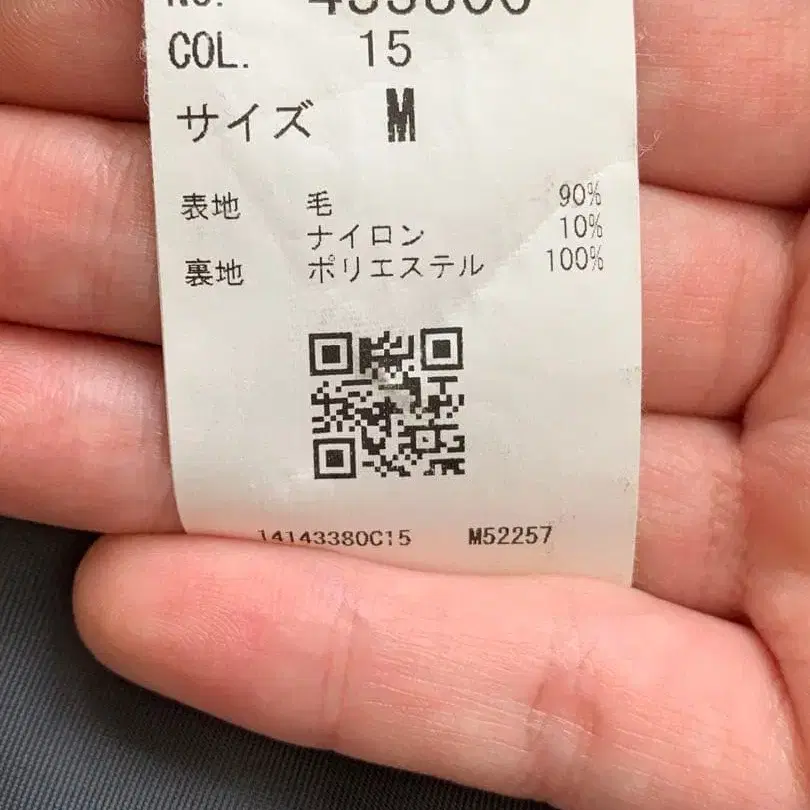 COL. 15
サイズ M
表地 毛 90%
ナイロン 10%
裏地 ポリエステル 100%
14143380C15 M52257